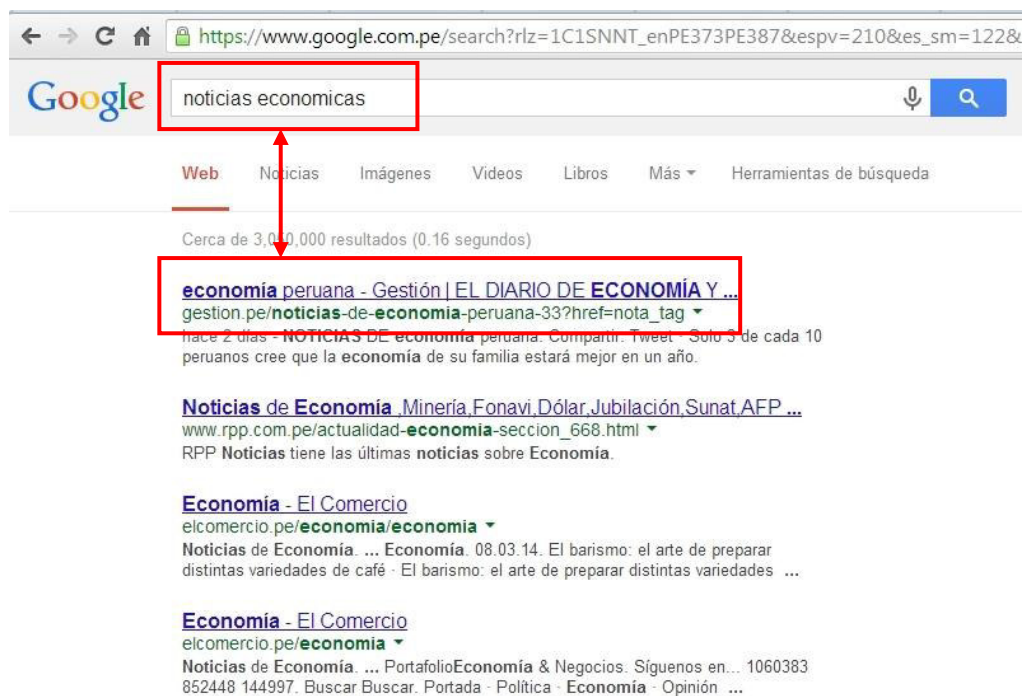 https://www.google.com.pe/search?rlz=1C1SNNT_enPE373PE387&espv=210&es_sm=122&
Google noticias economicas
Web Noticias Imágenes Videos Libros Más Herramientas de búsqueda
Cerca de 3,050,000 resultados (0.16 segundos)
economía peruana - Gestión | EL DIARIO DE ECONOMÍA Y ...
gestion.pe/noticias-de-economia-peruana-33?href=nota_tag
hace 2 días - NOTICIAS DE economía peruana. Compartir. Tweet · Solo 3 de cada 10
peruanos cree que la economía de su familia estará mejor en un año.
Noticias de Economía ,Minería,Fonavi,Dólar,Jubilación,Sunat,AFP ...
www.rpp.com.pe/actualidad-economia-seccion_668.html
RPP Noticias tiene las últimas noticias sobre Economía.
Economía - El Comercio
elcomercio.pe/economia/economia
Noticias de Economía. ... Economía. 08.03.14. El barismo: el arte de preparar
distintas variedades de café · El barismo: el arte de preparar distintas variedades ...
Economía - El Comercio
elcomercio.pe/economia
Noticias de Economía. ... PortafolioEconomía & Negocios. Síguenos en... 1060383
852448 144997. Buscar Buscar. Portada · Política · Economía · Opinión ...